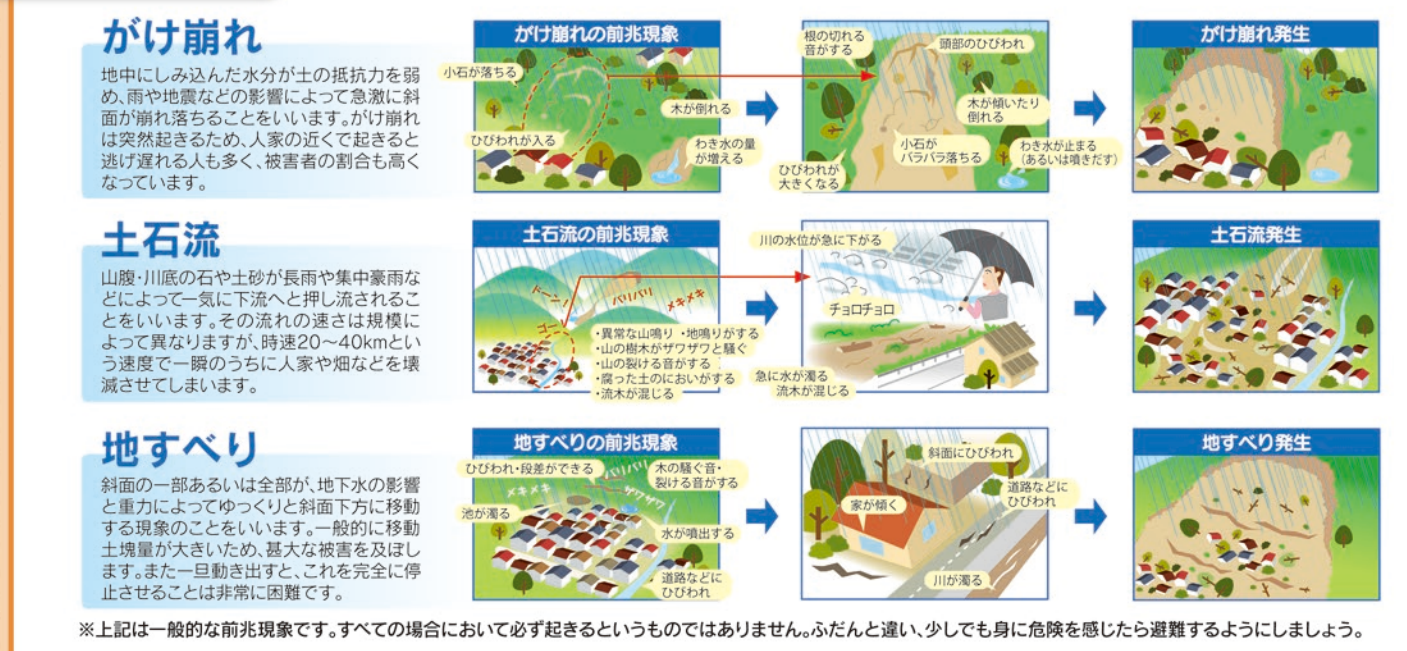 がけ崩れ
地中にしみ込んだ水分が土の抵抗力を弱
め、雨や地震などの影響によって急激に斜
面が崩れ落ちることをいいます。がけ崩れ
は突然起きるため、人家の近くで起きると
逃げ遅れる人も多く、被害者の割合も高く
なっています。
がけ崩れの前兆現象
小石が落ちる
木が倒れる
ひびわれが入る
わき水の量
が増える
根の切れる
音がする
頭部のひびわれ
木が傾いたり
倒れる
小石が
バラバラ落ちる
わき水が止まる
(あるいは噴きだす)
ひびわれが
大きくなる
がけ崩れ発生
土石流
山腹・川底の石や土砂が長雨や集中豪雨な
どによって一気に下流へと押し流されるこ
とをいいます。その流れの速さは規模に
よって異なりますが、時速20〜40kmとい
う速度で一瞬のうちに人家や畑などを壊
滅させてしまいます。
土石流の前兆現象
ドーン!
バリバリ
メキメキ
ゴー
・異常な山鳴り ・地鳴りがする
・山の樹木がザワザワと騒ぐ
・山の裂ける音がする
・腐った土のにおいがする
・流木が混じる
川の水位が急に下がる
チョロチョロ
急に水が濁る
流木が混じる
土石流発生
地すべり
斜面の一部あるいは全部が、地下水の影響
と重力によってゆっくりと斜面下方に移動
する現象のことをいいます。一般的に移動
土塊量が大きいため、甚大な被害を及ぼし
ます。また一旦動き出すと、これを完全に停
止させることは非常に困難です。
地すべりの前兆現象
ひびわれ・段差ができる
バリバリ
木の騒ぐ音・
裂ける音がする
メキメキ
ザワザワ
池が濁る
水が噴出する
道路などに
ひびわれ
斜面にひびわれ
道路などに
ひびわれ
家が傾く
川が濁る
地すべり発生
※上記は一般的な前兆現象です。すべての場合において必ず起きるというものではありません。ふだんと違い、少しでも身に危険を感じたら避難するようにしましょう。